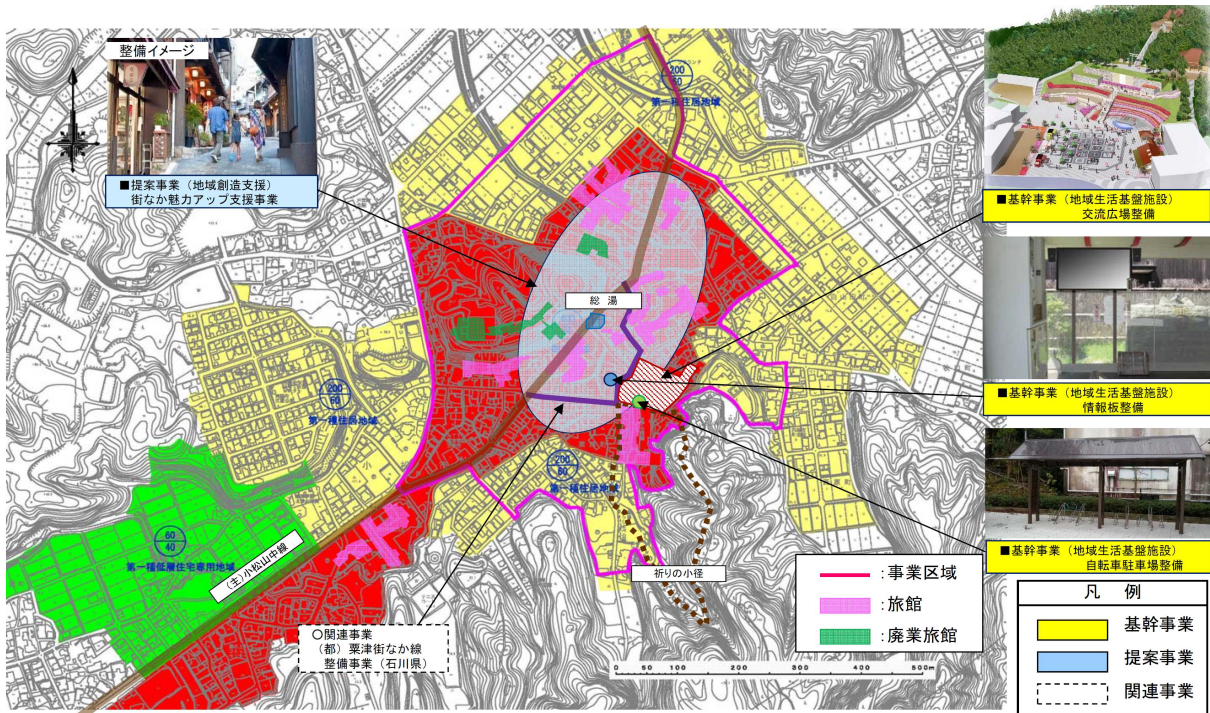 整備イメージ
■提案事業(地域創造支援)
街なか魅力アップ支援事業
200
60
第一種住居地域
■基幹事業(地域生活基盤施設)
交流広場整備
総 湯
■基幹事業(地域生活基盤施設)
情報板整備
200
60
第一種住居地域
200
60
第一種住居地域
■基幹事業(地域生活基盤施設)
自転車駐車場整備
60
40
第一種低層住宅専用地域
(主)小松山中線
祈りの小径
○関連事業
(都)粟津街なか線
整備事業(石川県)
:事業区域
:旅館
:廃業旅館
0 50 100 200 300 400 500m
凡 例
基幹事業
提案事業
関連事業